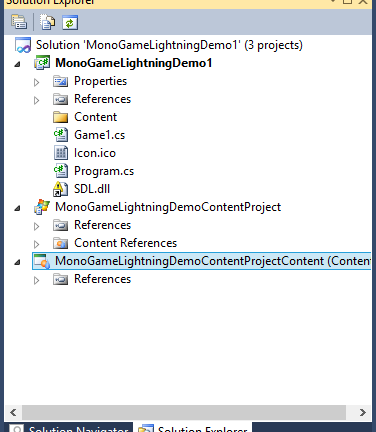 Solution Explorer
Solution 'MonoGameLightningDemo1' (3 projects)
MonoGameLightningDemo1
Properties
References
Content
Game1.cs
Icon.ico
Program.cs
SDL.dll
MonoGameLightningDemoContentProject
References
Content References
MonoGameLightningDemoContentProjectContent (Conten
References
Solution Navigator
Solution Explorer